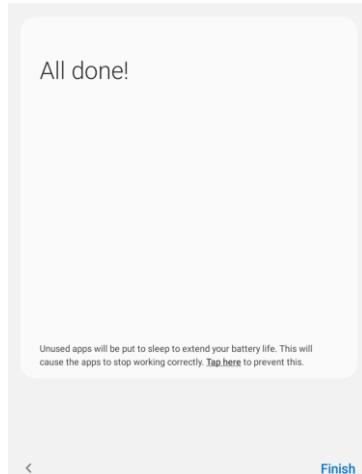 All done!
Unused apps will be put to sleep to extend your battery life. This will
cause the apps to stop working correctly. Tap here to prevent this.
Finish